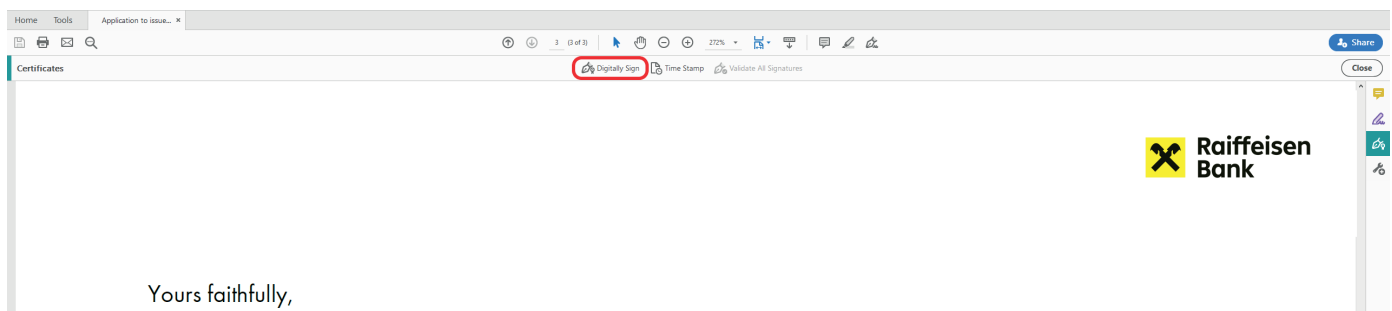 Home Tools Application to issue... ×
3 (3 of 3) 272% Share
Certificates Digitally Sign Time Stamp Validate All Signatures Close
Raiffeisen
Bank
Yours faithfully,